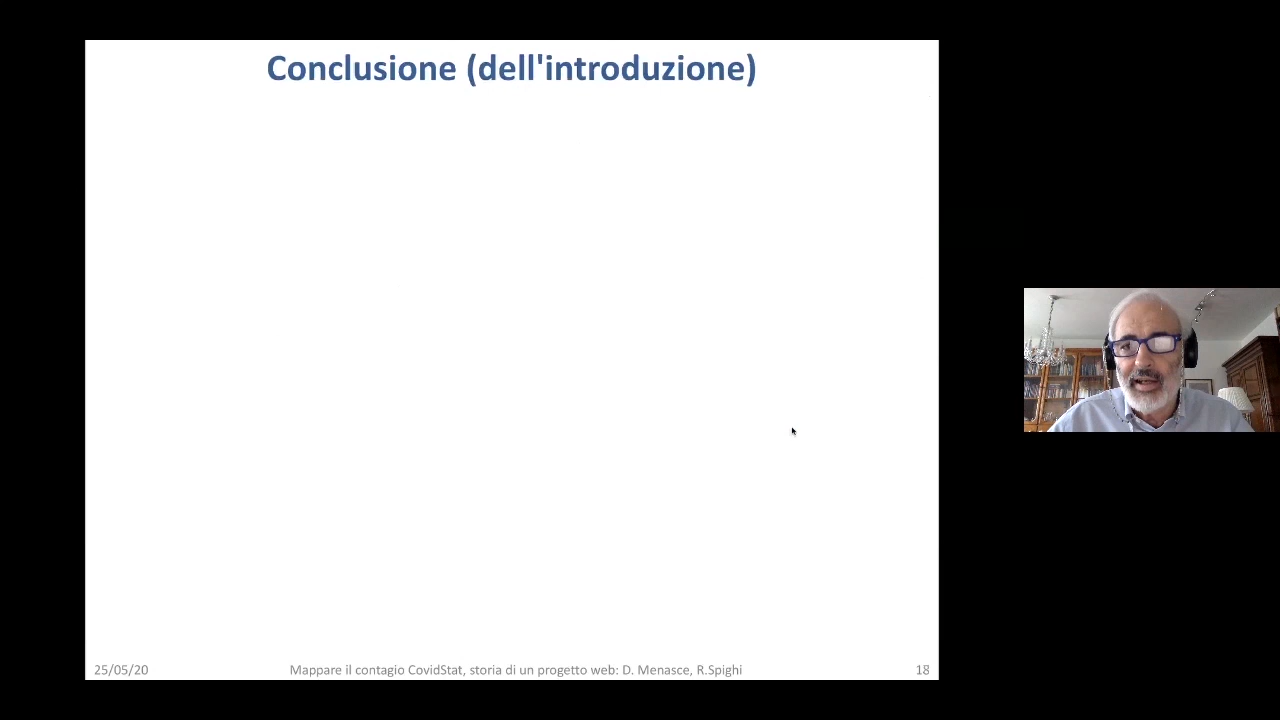 Conclusione (dell'introduzione)
25/05/20
Mappare il contagio CovidStat, storia di un progetto web: D. Menasce, R.Spighi
18